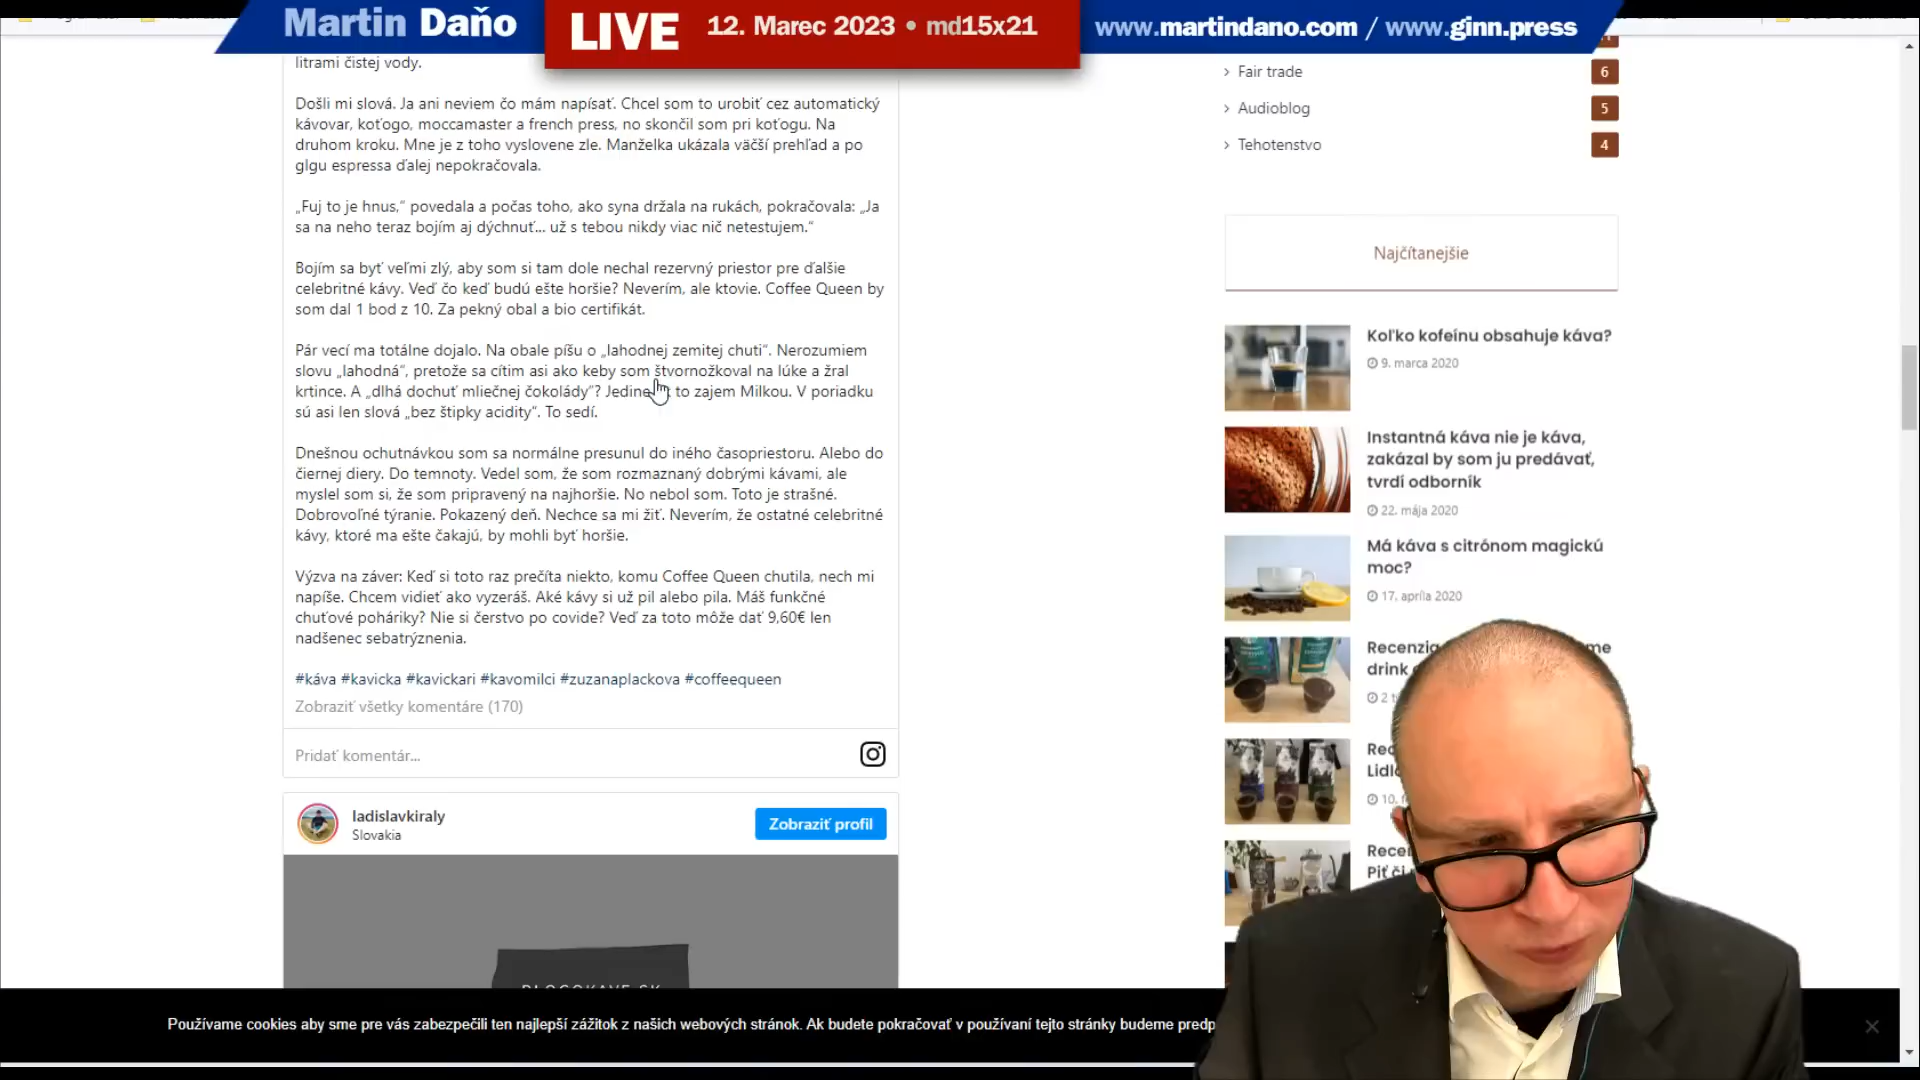 Martin Daňo
LIVE
12. Marec 2023 • md15x21
www.martindano.com / www.ginn.press
litrami čistej vody.
Došli mi slová. Ja ani neviem čo mám napísať. Chcel som to urobiť cez automatický
kávovar, koťogo, moccamaster a french press, no skončil som pri koťogu. Na
druhom kroku. Mne je z toho vyslovene zle. Manželka ukázala väčší prehľad a po
glgu espressa ďalej nepokračovala.
„Fuj to je hnus,“ povedala a počas toho, ako syna držala na rukách, pokračovala: „Ja
sa na neho teraz bojím aj dýchnuť... už s tebou nikdy viac nič netestujem.“
Bojím sa byť veľmi zlý, aby som si tam dole nechal rezervný priestor pre ďalšie
celebritné kávy. Veď čo keď budú ešte horšie? Neverím, ale ktovie. Coffee Queen by
som dal 1 bod z 10. Za pekný obal a bio certifikát.
Pár vecí ma totálne dojalo. Na obale píšu o „lahodnej zemitej chuti“. Nerozumiem
slovu „lahodná“, pretože sa cítim asi ako keby som štvornožkoval na lúke a žral
krtince. A „dlhá dochuť mliečnej čokolády“? Jedine to zajem Milkou. V poriadku
sú asi len slová „bez štipky acidity“. To sedí.
Dnešnou ochutnávkou som sa normálne presunul do iného časopriestoru. Alebo do
čiernej diery. Do temnoty. Vedel som, že som rozmaznaný dobrými kávami, ale
myslel som si, že som pripravený na najhoršie. No nebol som. Toto je strašné.
Dobrovoľné týranie. Pokazený deň. Nechce sa mi žiť. Neverím, že ostatné celebritné
kávy, ktoré ma ešte čakajú, by mohli byť horšie.
Výzva na záver: Keď si toto raz prečíta niekto, komu Coffee Queen chutila, nech mi
napíše. Chcem vidieť ako vyzeráš. Aké kávy si už pil alebo pila. Máš funkčné
chuťové poháriky? Nie si čerstvo po covide? Veď za toto môže dať 9,60€ len
nadšenec sebatrýznenia.
#káva #kavicka #kavickari #kavomilci #zuzanaplackova #coffeequeen
Zobraziť všetky komentáre (170)
Pridať komentár...
ladislavkiraly
Slovakia
Zobraziť profil
BLOGOKAVE.SK
Fair trade 6
Audioblog 5
Tehotenstvo 4
Najčítanejšie
Koľko kofeínu obsahuje káva?
9. marca 2020
Instantná káva nie je káva,
zakázal by som ju predávať,
tvrdí odborník
22. mája 2020
Má káva s citrónom magickú
moc?
17. apríla 2020
Recenzia
drink
Lidl
10.
Piť či
Používame cookies aby sme pre vás zabezpečili ten najlepší zážitok z našich webových stránok. Ak budete pokračovať v používaní tejto stránky budeme